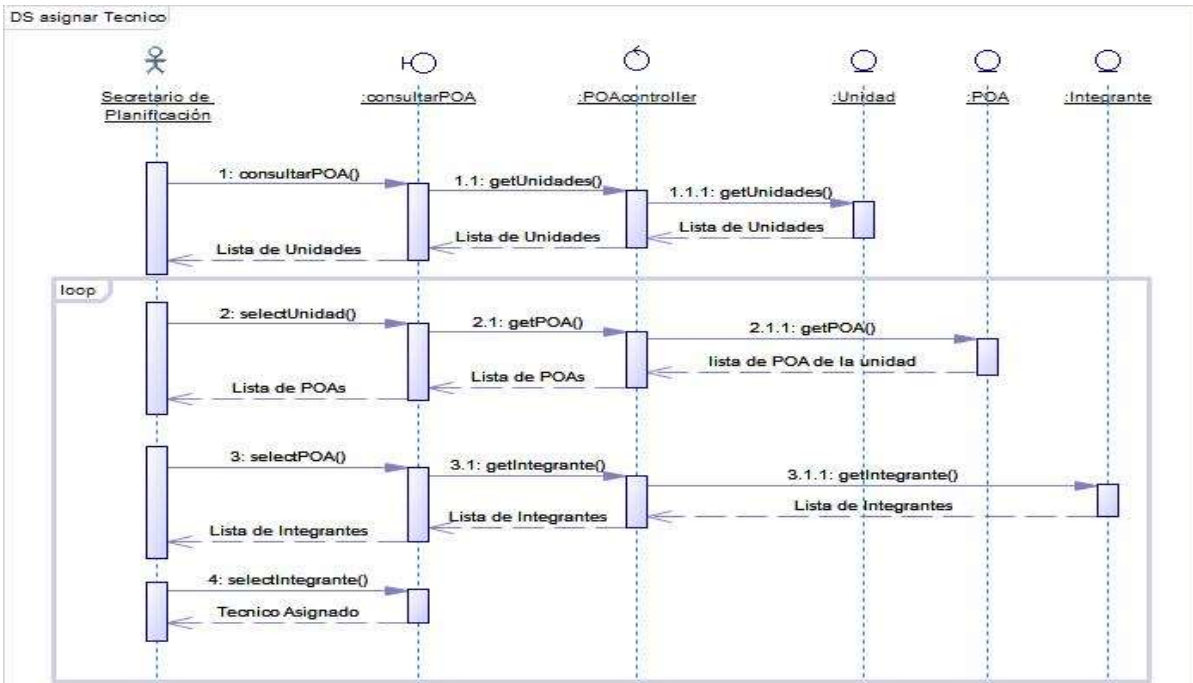 DS asignar Tecnico
Secretario de
Planificación
:consultarPOA
:POAcontroller
:Unidad
:POA
:Integrante
1: consultarPOA()
1.1: getUnidades()
1.1.1: getUnidades()
Lista de Unidades
Lista de Unidades
Lista de Unidades
loop
2: selectUnidad()
2.1: getPOA()
2.1.1: getPOA()
lista de POA de la unidad
Lista de POAs
Lista de POAs
3: selectPOA()
3.1: getIntegrante()
3.1.1: getIntegrante()
Lista de Integrantes
Lista de Integrantes
Lista de Integrantes
4: selectIntegrante()
Tecnico Asignado